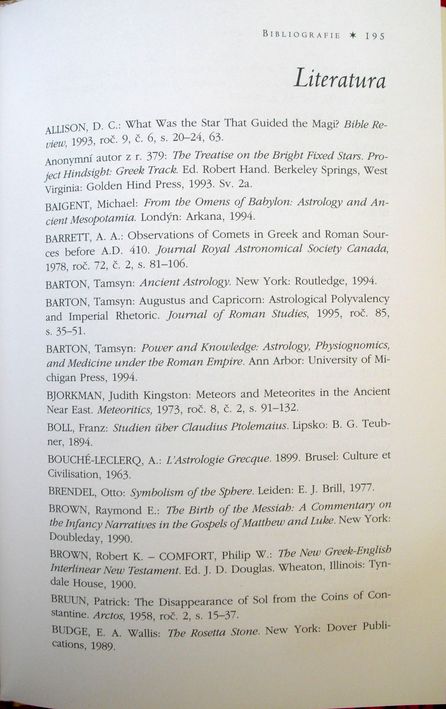 BIBLIOGRAFIE ✶ 195
Literatura
ALLISON, D. C.: What Was the Star That Guided the Magi? Bible Re-
view, 1993, roč. 9, č. 6, s. 20–24, 63.
Anonymní autor z r. 379: The Treatise on the Bright Fixed Stars. Pro-
ject Hindsight: Greek Track. Ed. Robert Hand. Berkeley Springs, West
Virginia: Golden Hind Press, 1993. Sv. 2a.
BAIGENT, Michael: From the Omens of Babylon: Astrology and An-
cient Mesopotamia. Londýn: Arkana, 1994.
BARRETT, A. A.: Observations of Comets in Greek and Roman Sour-
ces before A.D. 410. Journal Royal Astronomical Society Canada,
1978, roč. 72, č. 2, s. 81–106.
BARTON, Tamsyn: Ancient Astrology. New York: Routledge, 1994.
BARTON, Tamsyn: Augustus and Capricorn: Astrological Polyvalency
and Imperial Rhetoric. Journal of Roman Studies, 1995, roč. 85,
s. 35–51.
BARTON, Tamsyn: Power and Knowledge: Astrology, Physiognomics,
and Medicine under the Roman Empire. Ann Arbor: University of Mi-
chigan Press, 1994.
BJORKMAN, Judith Kingston: Meteors and Meteorites in the Ancient
Near East. Meteoritics, 1973, roč. 8, č. 2, s. 91–132.
BOLL, Franz: Studien über Claudius Ptolemaius. Lipsko: B. G. Teub-
ner, 1894.
BOUCHÉ-LECLERQ, A.: L'Astrologie Grecque. 1899. Brusel: Culture et
Civilisation, 1963.
BRENDEL, Otto: Symbolism of the Sphere. Leiden: E. J. Brill, 1977.
BROWN, Raymond E.: The Birth of the Messiah: A Commentary on
the Infancy Narratives in the Gospels of Matthew and Luke. New York:
Doubleday, 1990.
BROWN, Robert K. – COMFORT, Philip W.: The New Greek-English
Interlinear New Testament. Ed. J. D. Douglas. Wheaton, Illinois: Tyn-
dale House, 1900.
BRUUN, Patrick: The Disappearance of Sol from the Coins of Con-
stantine. Arctos, 1958, roč. 2, s. 15–37.
BUDGE, E. A. Wallis: The Rosetta Stone. New York: Dover Publi-
cations, 1989.